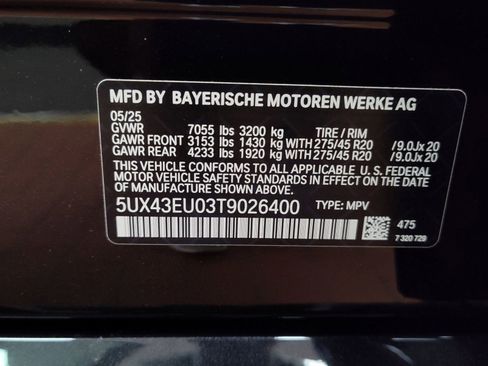 MFD BY BAYERISCHE MOTOREN WERKE AG
05/25
GVWR 7055 lbs 3200 kg TIRE / RIM
GAWR FRONT 3153 lbs 1430 kg WITH 275/45 R20 /9.0Jx 20
GAWR REAR 4233 lbs 1920 kg WITH 275/45 R20 /9.0Jx 20
THIS VEHICLE CONFORMS TO ALL APPLICABLE U.S. FEDERAL
MOTOR VEHICLE SAFETY STANDARDS
IN EFFECT ON THE DATE OF MANUFACTURE SHOWN ABOVE.
5UX43EU03T9026400 TYPE: MPV
475
7 320 729